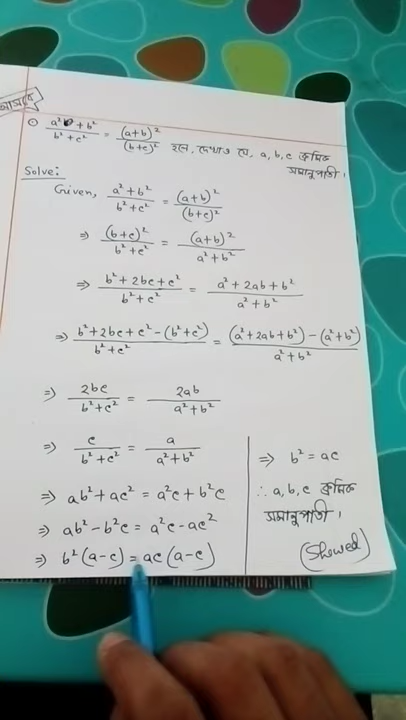 ① (a² + b²)/(b² + c²) = (a+b)²/(b+c)² হলে, দেখাও যে, a, b, c ক্রমিক
সমানুপাতী।
Solve:
Given, (a² + b²)/(b² + c²) = (a+b)²/(b+c)²
⇒ (b+c)²/(b² + c²) = (a+b)²/(a² + b²)
⇒ (b² + 2bc + c²)/(b² + c²) = (a² + 2ab + b²)/(a² + b²)
⇒ (b² + 2bc + c² - (b² + c²))/(b² + c²) = ((a² + 2ab + b²) - (a² + b²))/(a² + b²)
⇒ 2bc/(b² + c²) = 2ab/(a² + b²)
⇒ c/(b² + c²) = a/(a² + b²)
⇒ ab² + ac² = a²c + b²c
⇒ ab² - b²c = a²c - ac²
⇒ b²(a-c) = ac(a-c)
⇒ b² = ac
∴ a, b, c ক্রমিক
সমানুপাতী।
(Showed)